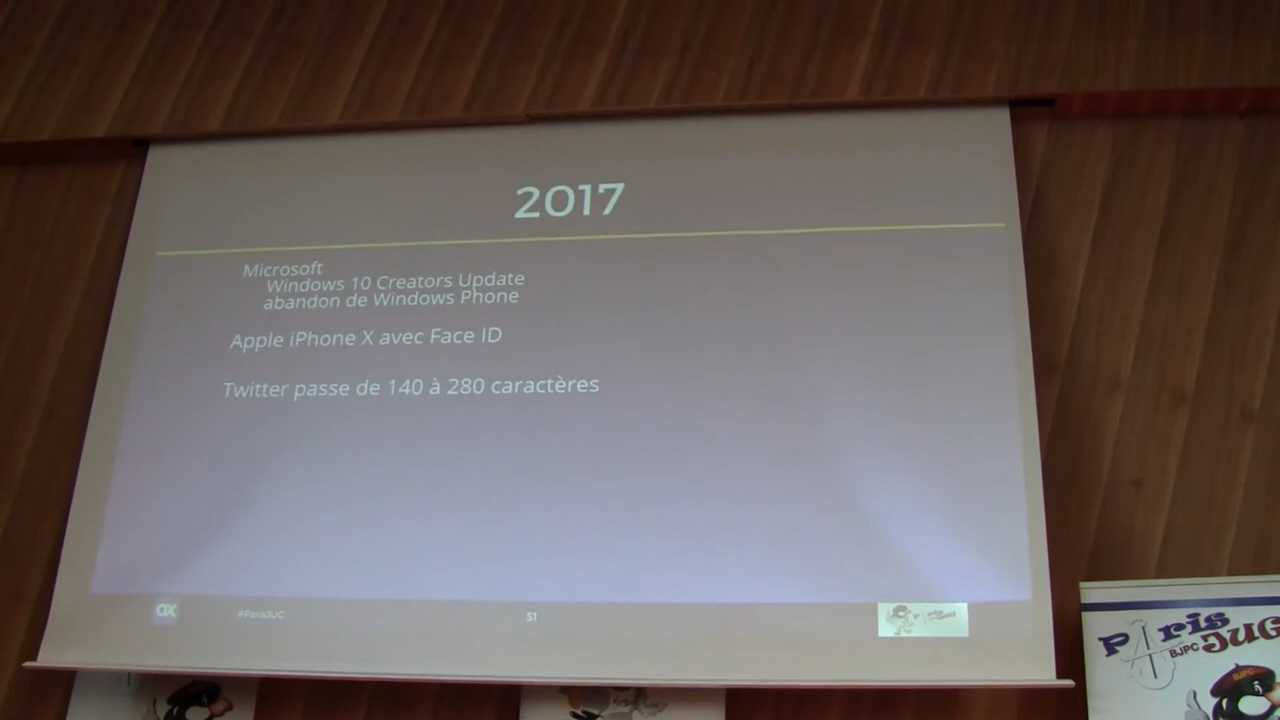 2017
Microsoft
Windows 10 Creators Update
abandon de Windows Phone
Apple iPhone X avec Face ID
Twitter passe de 140 à 280 caractères
#ParisJUG
51
Paris
BJPC JUG
BJPC